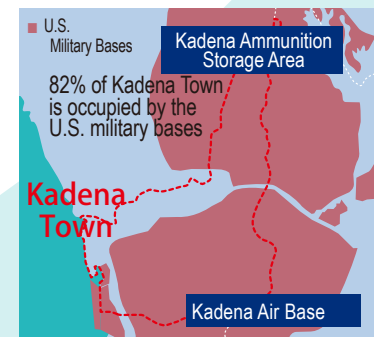 U.S.
Military Bases
Kadena Ammunition
Storage Area
82% of Kadena Town
is occupied by the
U.S. military bases
Kadena
Town
Kadena Air Base